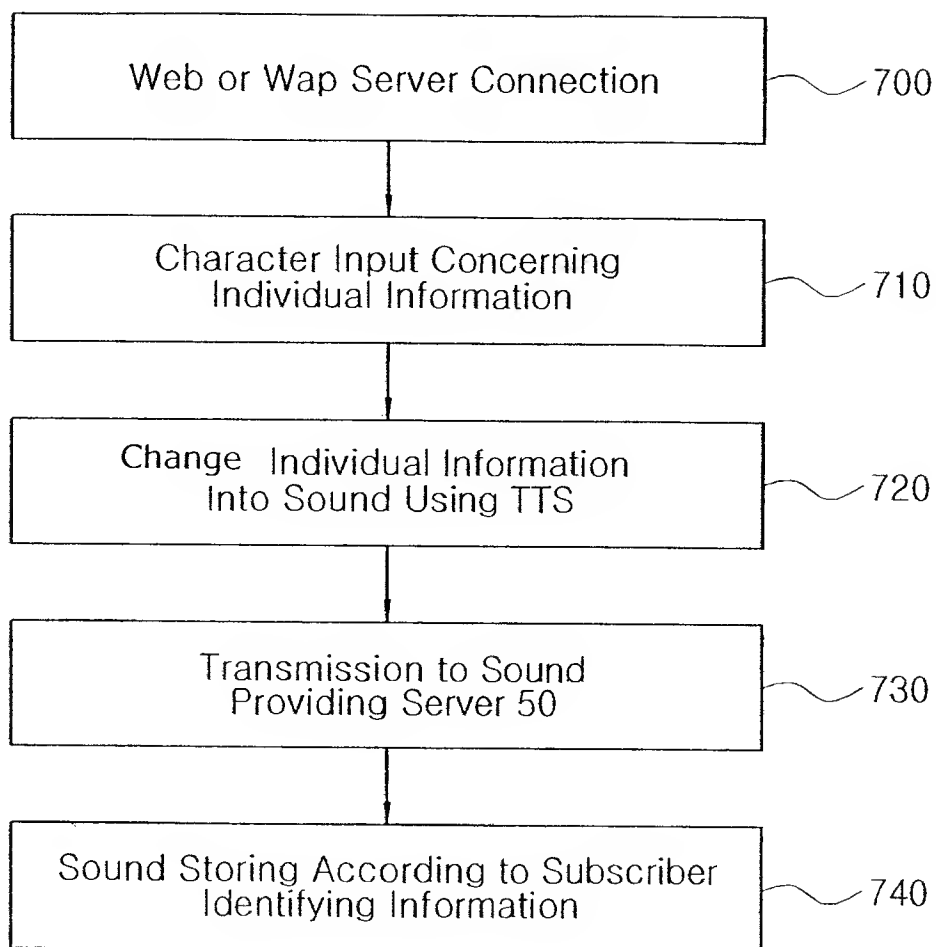 Web or Wap Server Connection
700
Character Input Concerning
Individual Information
710
Change Individual Information
Into Sound Using TTS
720
Transmission to Sound
Providing Server 50
730
Sound Storing According to Subscriber
Identifying Information
740